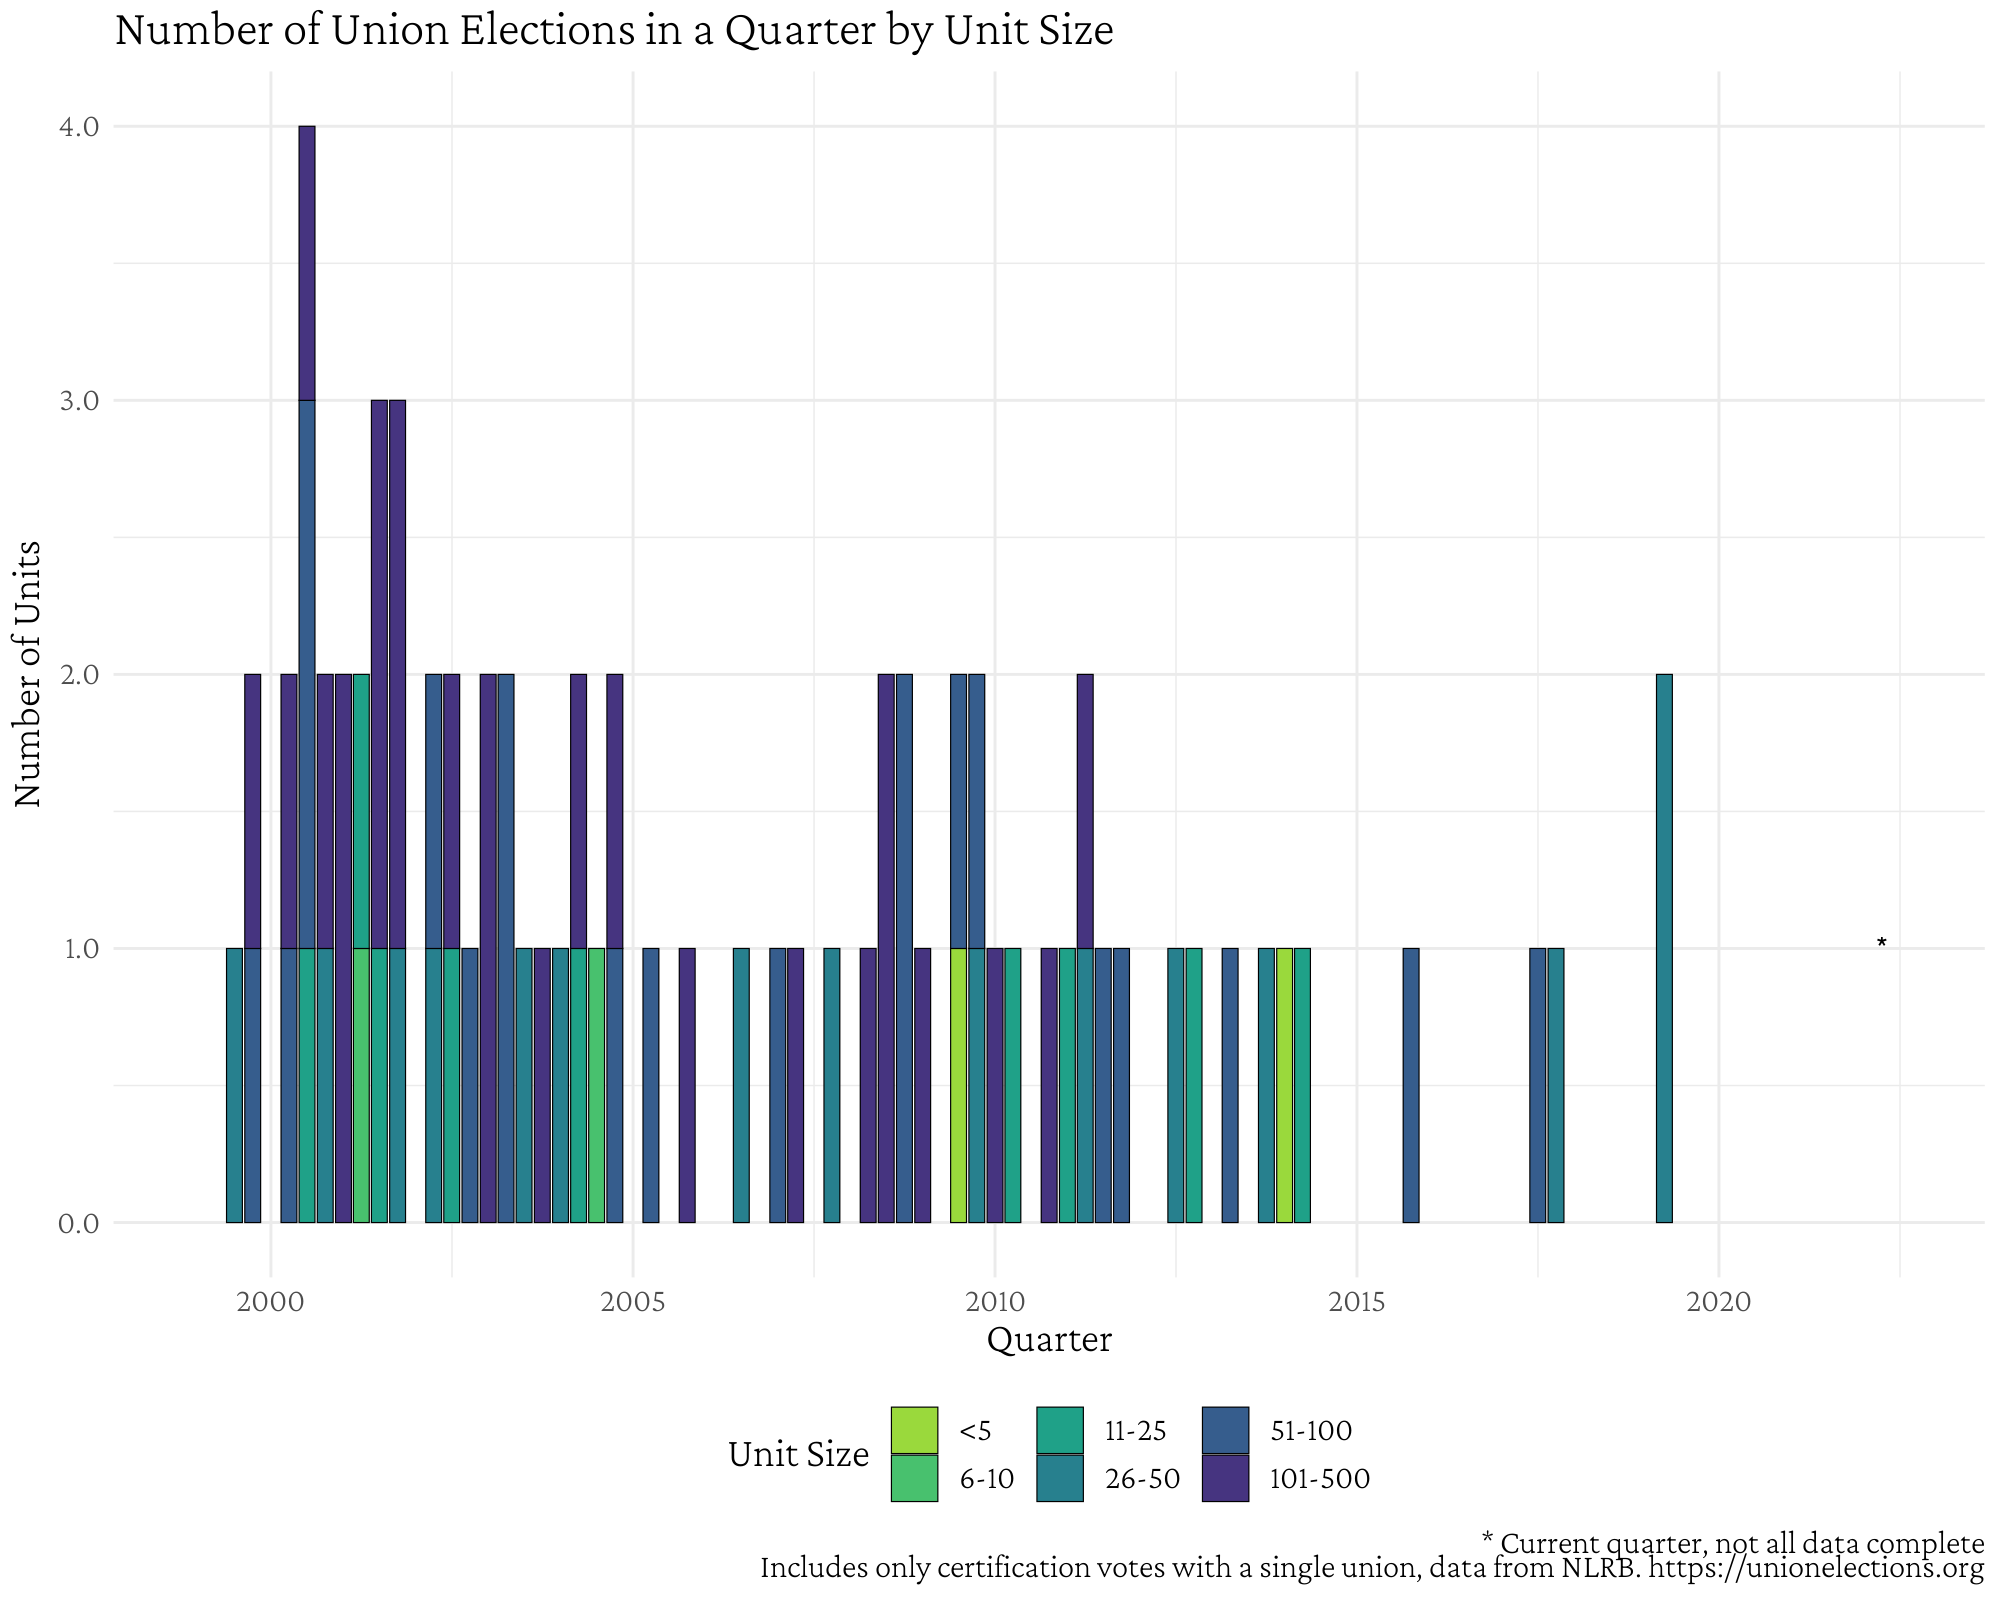 Number of Union Elections in a Quarter by Unit Size
Number of Units
4.0
3.0
2.0
1.0
0.0
*
2000 2005 2010 2015 2020
Quarter
Unit Size
<5 11-25 51-100
6-10 26-50 101-500
* Current quarter, not all data complete
Includes only certification votes with a single union, data from NLRB. https://unionelections.org